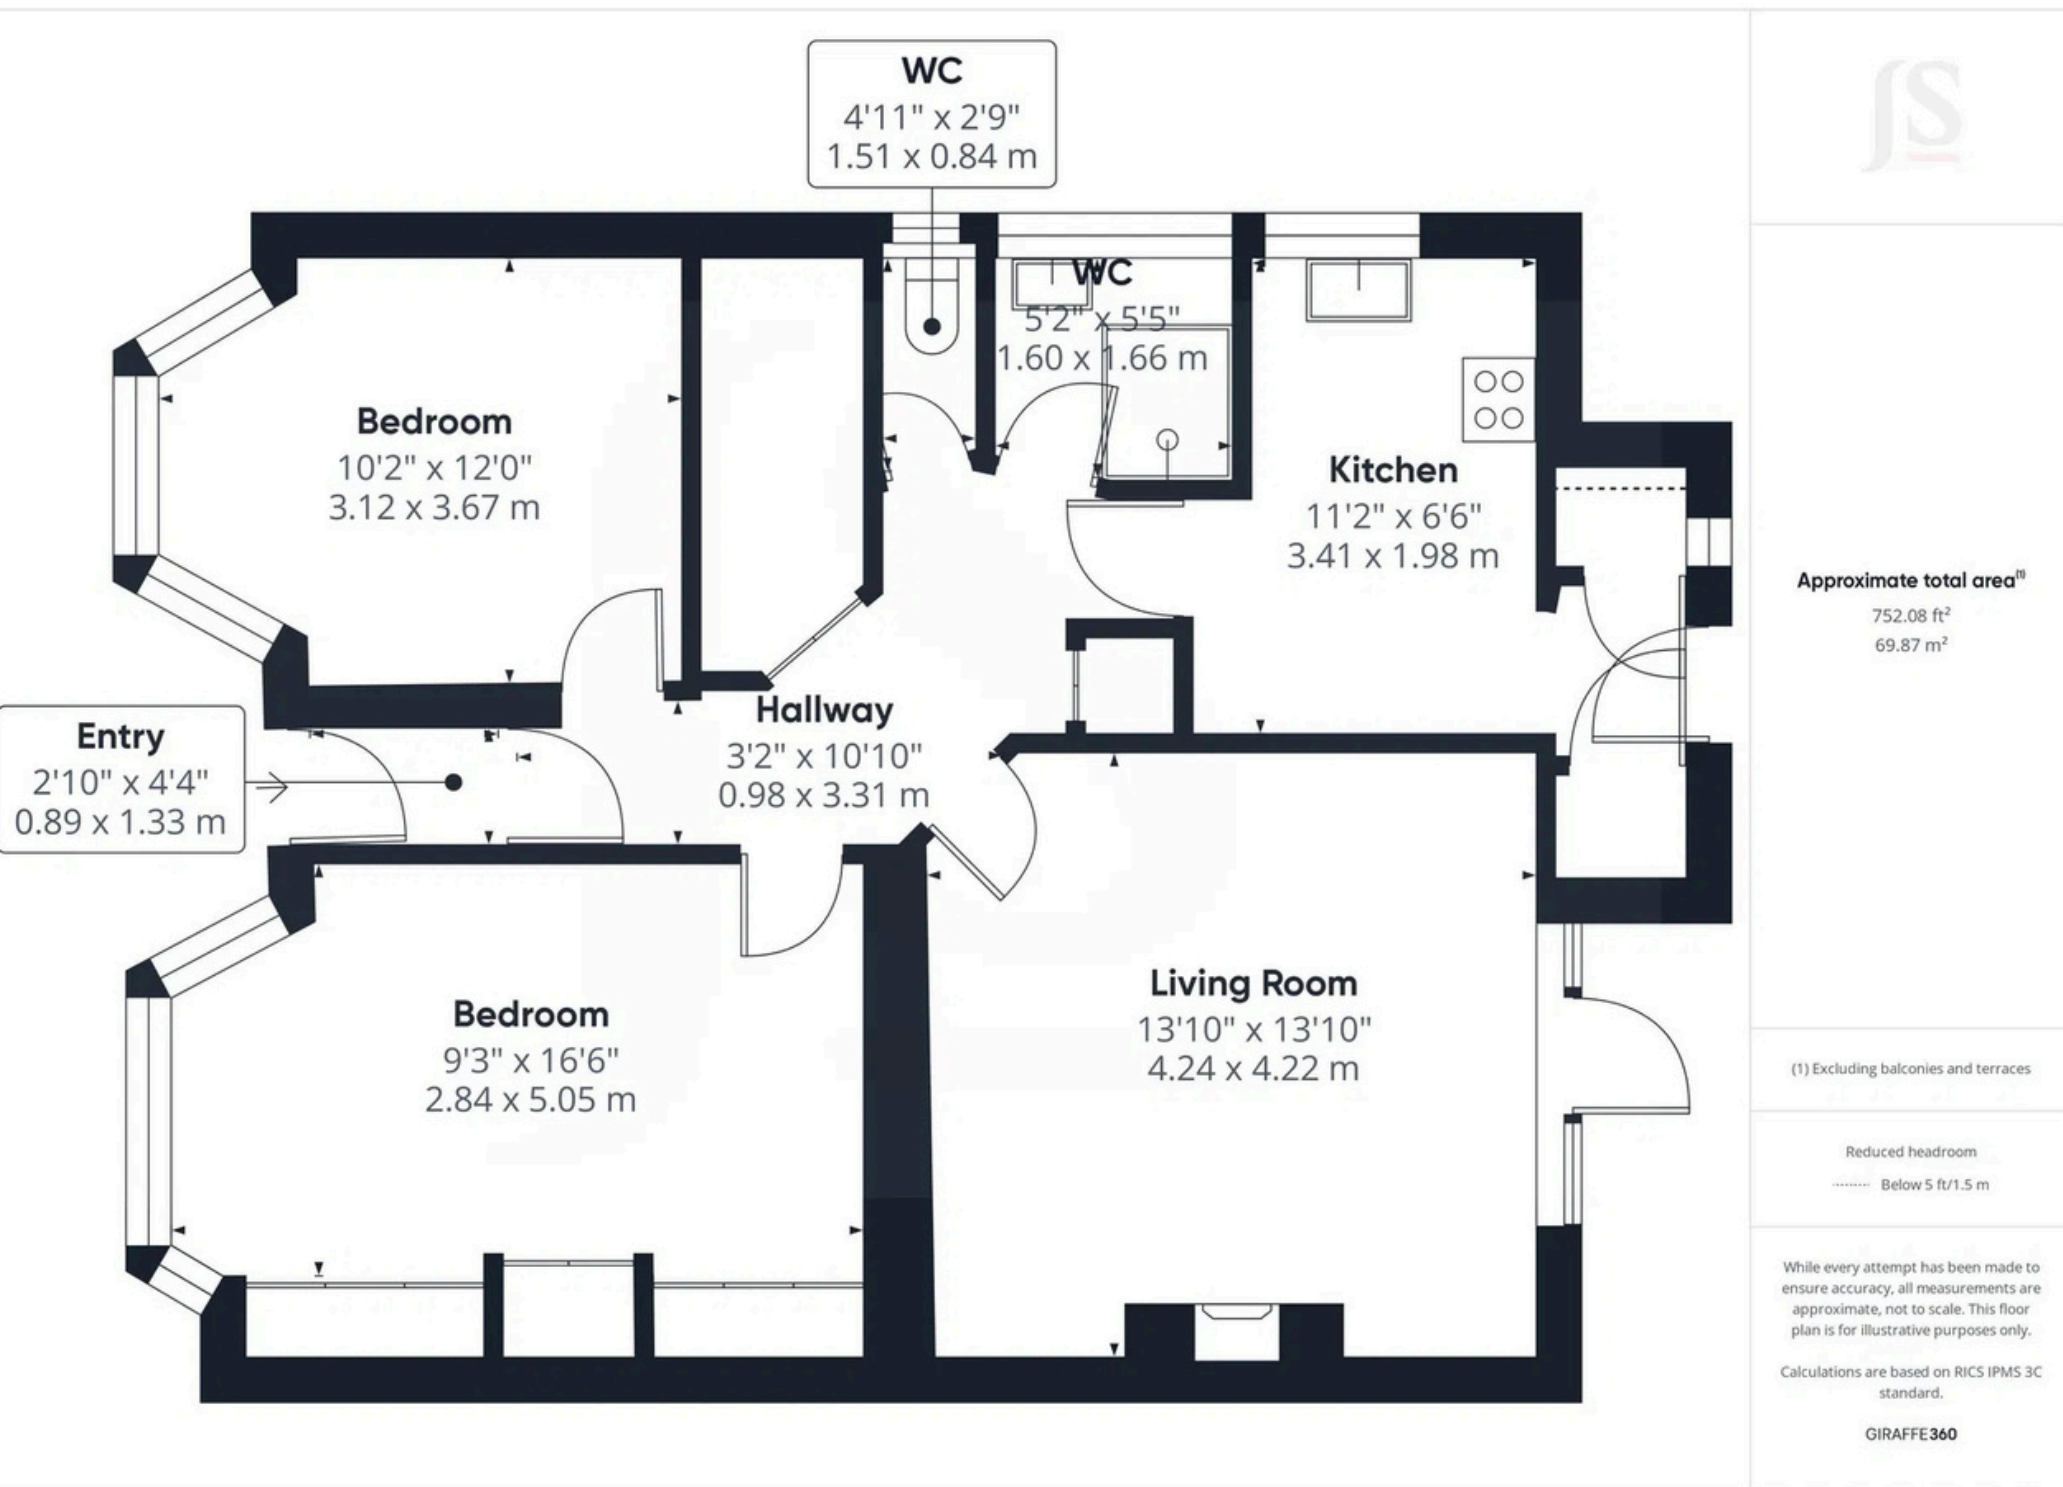 WC
4'11" x 2'9"
1.51 x 0.84 m
WC
5'2" x 5'5"
1.60 x 1.66 m
Bedroom
10'2" x 12'0"
3.12 x 3.67 m
Kitchen
11'2" x 6'6"
3.41 x 1.98 m
Entry
2'10" x 4'4"
0.89 x 1.33 m
Hallway
3'2" x 10'10"
0.98 x 3.31 m
Bedroom
9'3" x 16'6"
2.84 x 5.05 m
Living Room
13'10" x 13'10"
4.24 x 4.22 m
JS
Approximate total area(1)
752.08 ft²
69.87 m²
(1) Excluding balconies and terraces
Reduced headroom
Below 5 ft/1.5 m
While every attempt has been made to
ensure accuracy, all measurements are
approximate, not to scale. This floor
plan is for illustrative purposes only.
Calculations are based on RICS IPMS 3C
standard.
GIRAFFE360